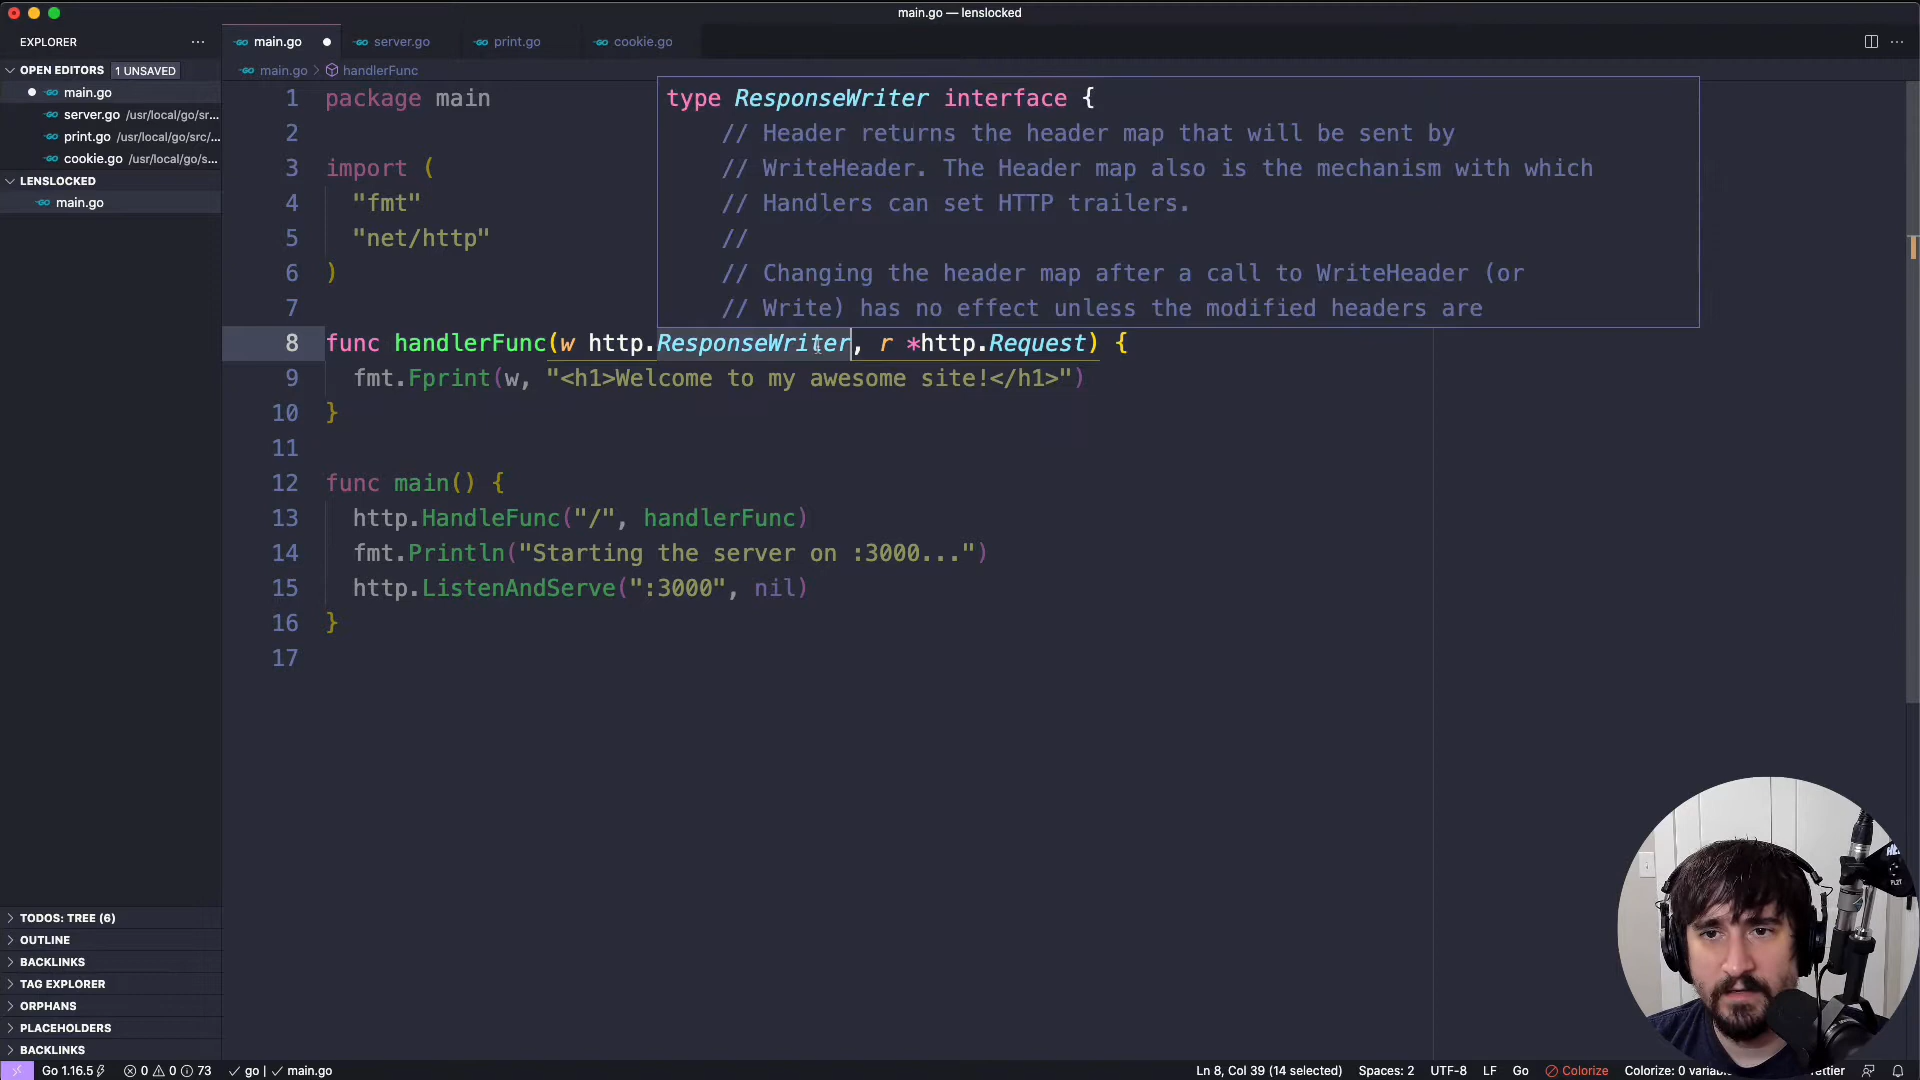 main.go — lenslocked
EXPLORER
main.go
server.go
print.go
cookie.go
OPEN EDITORS 1 UNSAVED
main.go
server.go /usr/local/go/sr...
print.go /usr/local/go/src/...
cookie.go /usr/local/go/s...
LENSLOCKED
main.go
main.go > handlerFunc
1 package main
2
3 import (
4 "fmt"
5 "net/http"
6 )
7
8 func handlerFunc(w http.ResponseWriter, r *http.Request) {
9 fmt.Fprint(w, "<h1>Welcome to my awesome site!</h1>")
10 }
11
12 func main() {
13 http.HandleFunc("/", handlerFunc)
14 fmt.Println("Starting the server on :3000...")
15 http.ListenAndServe(":3000", nil)
16 }
17
type ResponseWriter interface {
// Header returns the header map that will be sent by
// WriteHeader. The Header map also is the mechanism with which
// Handlers can set HTTP trailers.
//
// Changing the header map after a call to WriteHeader (or
// Write) has no effect unless the modified headers are
TODOS: TREE (6)
OUTLINE
BACKLINKS
TAG EXPLORER
ORPHANS
PLACEHOLDERS
BACKLINKS
Go 1.16.5 0 0 73 go | main.go Ln 8, Col 39 (14 selected) Spaces: 2 UTF-8 LF Go Colorize Colorize: 0 variab